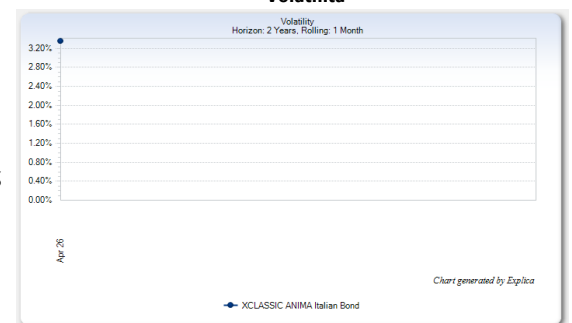 Volatility
Horizon: 2 Years, Rolling: 1 Month
3.20%
2.80%
2.40%
2.00%
1.60%
1.20%
0.80%
0.40%
0.00%
Apr 26
Chart generated by Explica
XCLASSIC ANIMA Italian Bond